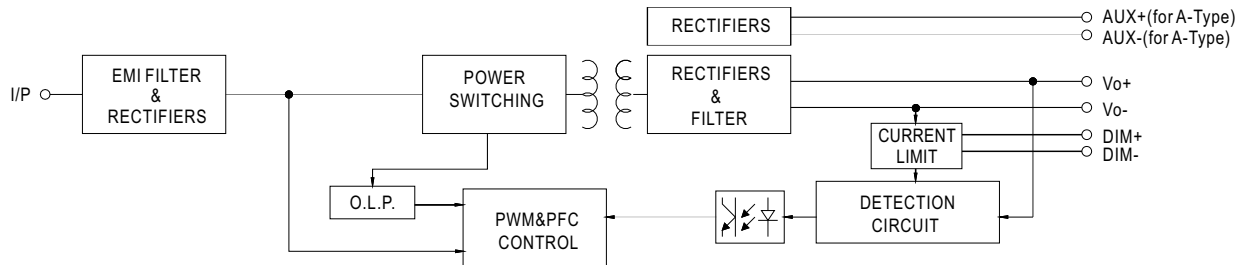 RECTIFIERS
AUX+(for A-Type)
AUX-(for A-Type)
I/P
EMI FILTER
&
RECTIFIERS
POWER
SWITCHING
RECTIFIERS
&
FILTER
Vo+
Vo-
CURRENT
LIMIT
DIM+
DIM-
O.L.P.
PWM&PFC
CONTROL
DETECTION
CIRCUIT